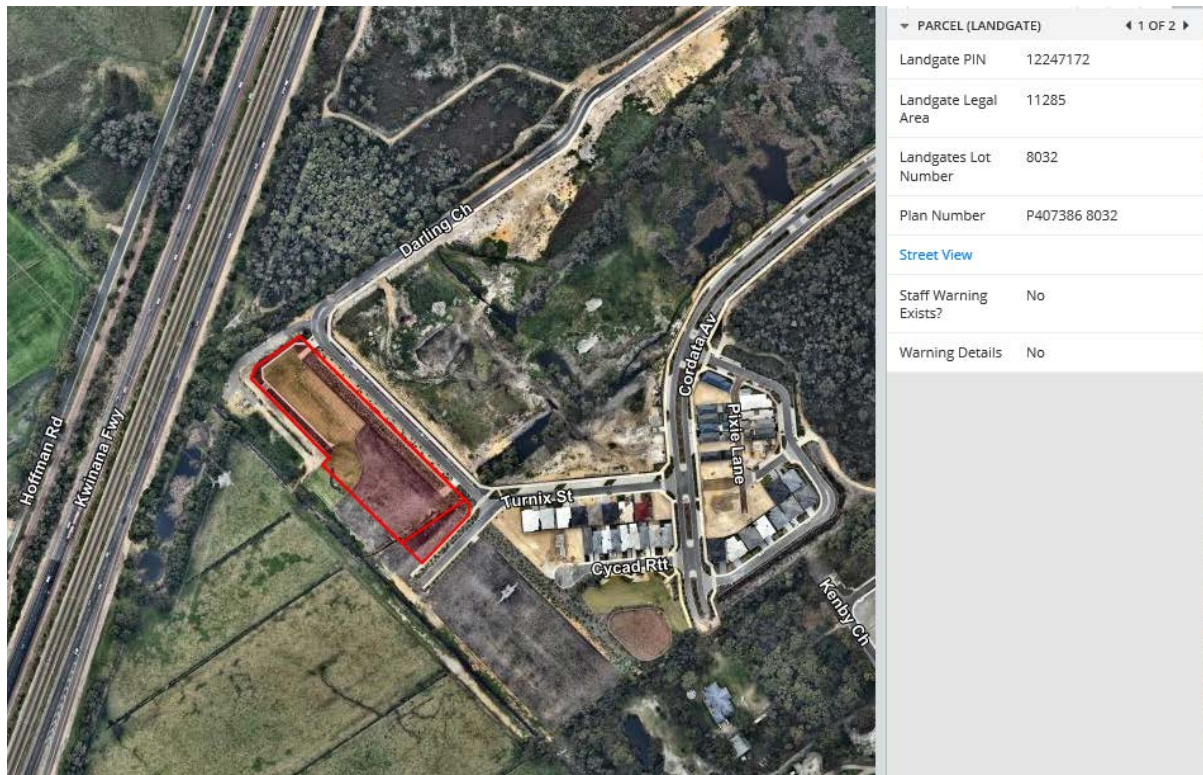 Hoffman Rd
Kwinana Fwy
Darling Ch
Turnix St
Cycad Rtt
Cordata Av
Pixie Lane
Kenby Ch
PARCEL (LANDGATE) 1 OF 2
Landgate PIN 12247172
Landgate Legal 11285
Area
Landgates Lot 8032
Number
Plan Number P407386 8032
Street View
Staff Warning No
Exists?
Warning Details No